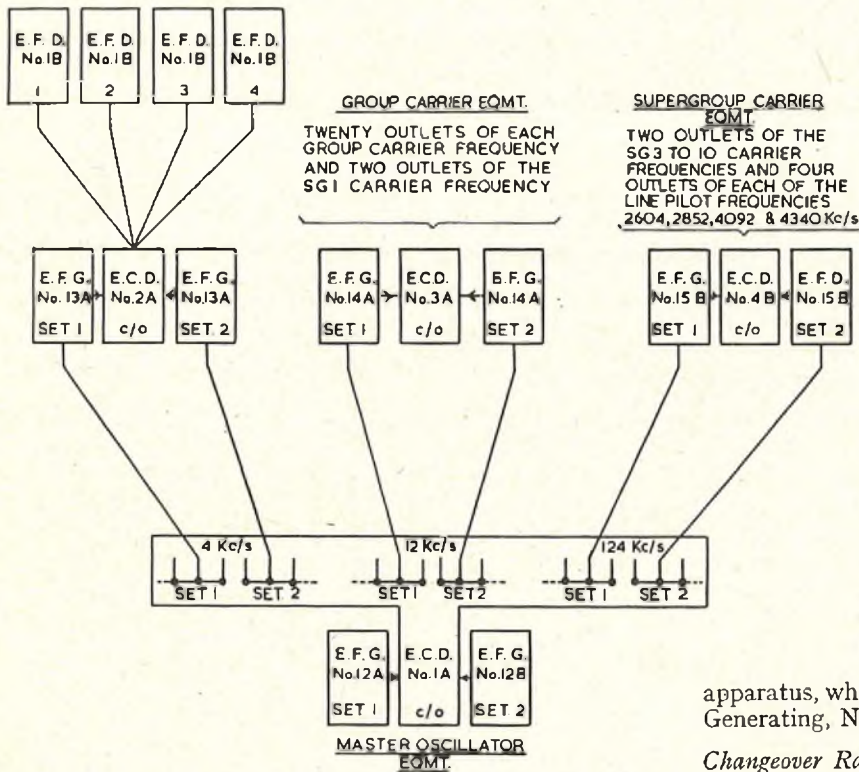 E.F.D. E.F.D. E.F.D. E.F.D.
No.1B No.1B No.1B No.1B
1 2 3 4
GROUP CARRIER EQMT.
TWENTY OUTLETS OF EACH
GROUP CARRIER FREQUENCY
AND TWO OUTLETS OF THE
SG1 CARRIER FREQUENCY
SUPERGROUP CARRIER
EQMT.
TWO OUTLETS OF THE
SG3 TO 10 CARRIER
FREQUENCIES AND FOUR
OUTLETS OF EACH OF THE
LINE PILOT FREQUENCIES
2604,2852,4092 & 4340 Kc/s
E.F.G. E.C.D. E.F.G.
No.13A No.2A No.13A
SET 1 c/o SET 2
E.F.G. E.C.D. E.F.G.
No.14A No.3A No.14A
SET 1 c/o SET 2
E.F.G. E.C.D. E.F.D.
No.15B No.4B No.15B
SET 1 c/o SET 2
4 Kc/s 12 Kc/s 124 Kc/s
SET 1 SET 2 SET 1 SET 2 SET 1 SET 2
E.F.G. E.C.D. E.F.G.
No.12A No.1A No.12B
SET 1 c/o SET 2
MASTER OSCILLATOR
EQMT.
apparatus, wh
Generating, N
Changeover Ra